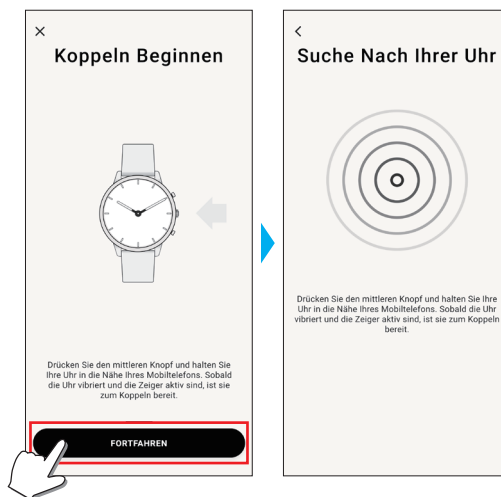 Koppeln Beginnen
Drücken Sie den mittleren Knopf und halten Sie
Ihre Uhr in die Nähe Ihres Mobiltelefons. Sobald
die Uhr vibriert und die Zeiger aktiv sind, ist sie
zum Koppeln bereit.
FORTFAHREN
Suche Nach Ihrer Uhr
Drücken Sie den mittleren Knopf und halten Sie Ihre
Uhr in die Nähe Ihres Mobiltelefons. Sobald die Uhr
vibriert und die Zeiger aktiv sind, ist sie zum Koppeln
bereit.